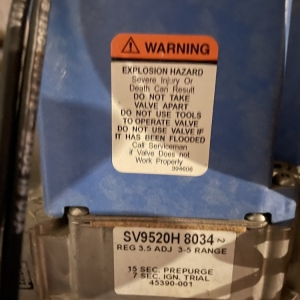 WARNING
EXPLOSION HAZARD
Severe Injury Or
Death Can Result
DO NOT TAKE
VALVE APART
DO NOT USE TOOLS
TO OPERATE VALVE
DO NOT USE VALVE IF
IT HAS BEEN FLOODED
Call Serviceman
if Valve Does not
Work Properly
SV9520H 8034 2
REG 3.5 ADJ 3-5 RANGE
15 SEC. PREPURGE
7 SEC. IGN. TRIAL
45390-001